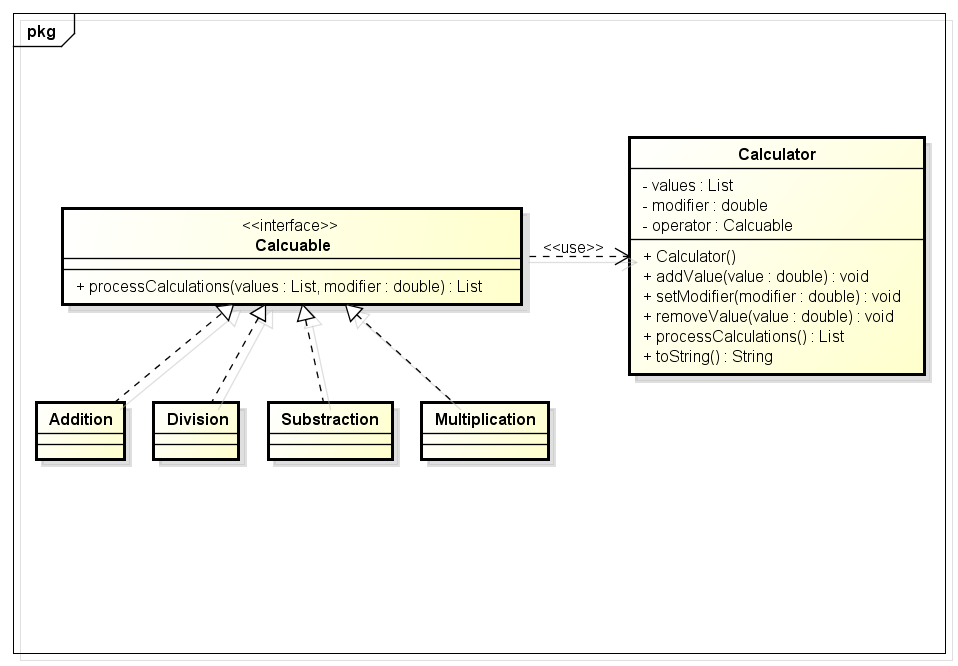 pkg
<<interface>>
Calcuable
+ processCalculations(values : List, modifier : double) : List
<<use>>
Calculator
- values : List
- modifier : double
- operator : Calcuable
+ Calculator()
+ addValue(value : double) : void
+ setModifier(modifier : double) : void
+ removeValue(value : double) : void
+ processCalculations() : List
+ toString() : String
Addition
Division
Substraction
Multiplication